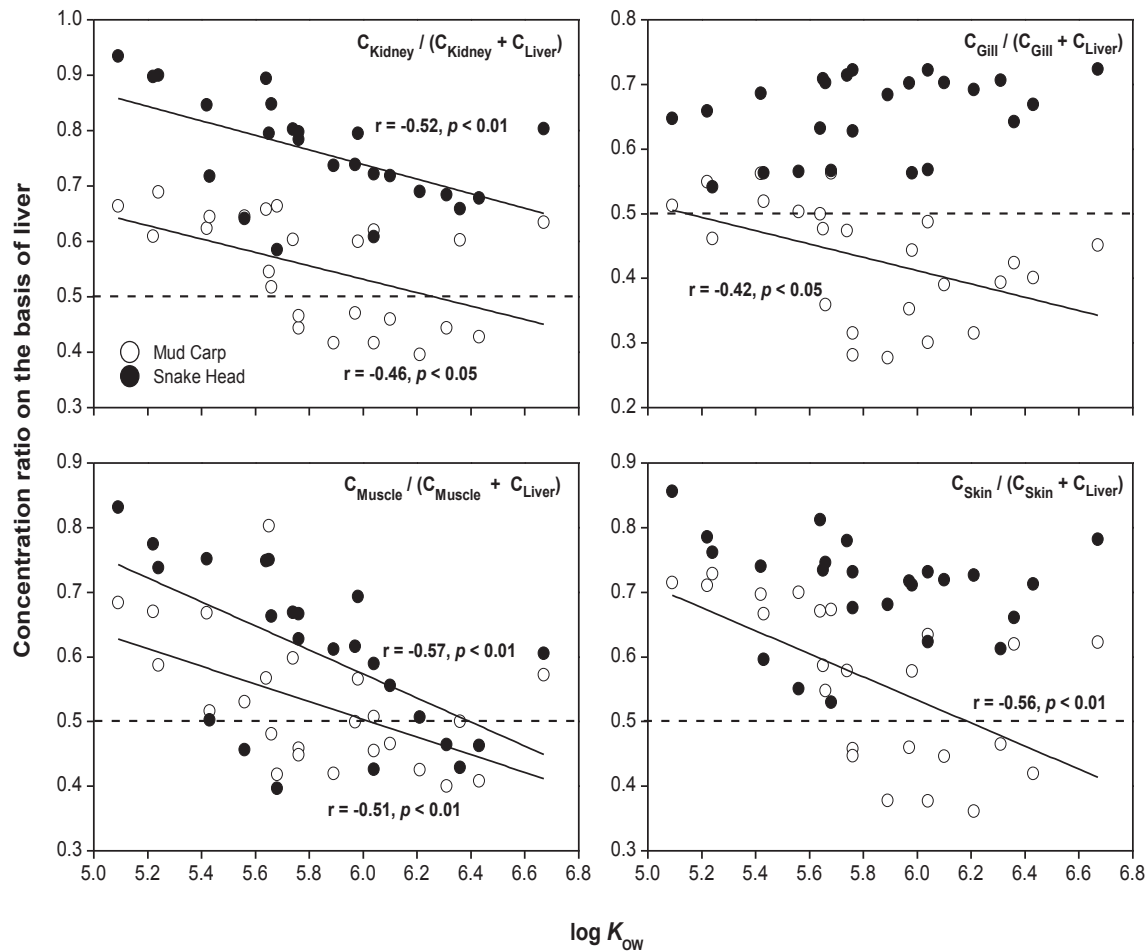 Concentration ratio on the basis of liver
1.0
0.9
0.8
0.7
0.6
0.5
0.4
0.3
C_Kidney / (C_Kidney + C_Liver)
r = -0.52, p < 0.01
Mud Carp
Snake Head
r = -0.46, p < 0.05
0.8
0.7
0.6
0.5
0.4
0.3
0.2
C_Gill / (C_Gill + C_Liver)
r = -0.42, p < 0.05
0.9
0.8
0.7
0.6
0.5
0.4
0.3
C_Muscle / (C_Muscle + C_Liver)
r = -0.57, p < 0.01
r = -0.51, p < 0.01
5.0 5.2 5.4 5.6 5.8 6.0 6.2 6.4 6.6 6.8
0.9
0.8
0.7
0.6
0.5
0.4
0.3
C_Skin / (C_Skin + C_Liver)
r = -0.56, p < 0.01
5.0 5.2 5.4 5.6 5.8 6.0 6.2 6.4 6.6 6.8
log K_OW